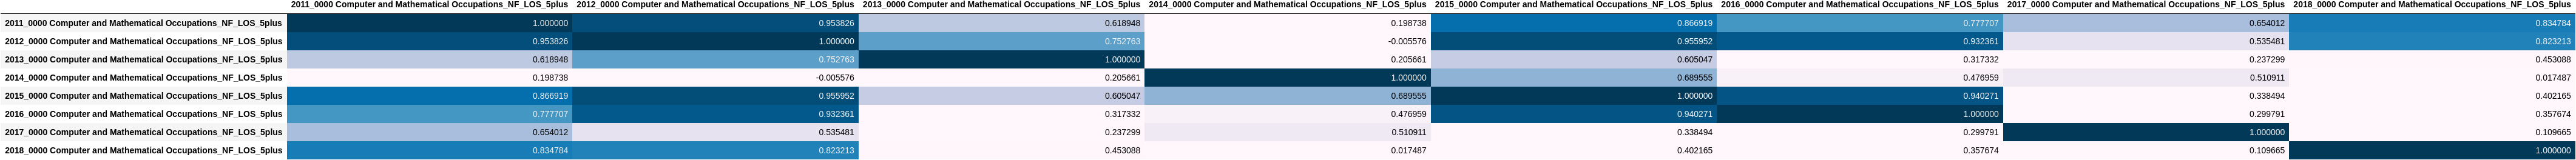 2011_0000 Computer and Mathematical Occupations_NF_LOS_5plus 2012_0000 Computer and Mathematical Occupations_NF_LOS_5plus 2013_0000 Computer and Mathematical Occupations_NF_LOS_5plus 2014_0000 Computer and Mathematical Occupations_NF_LOS_5plus 2015_0000 Computer and Mathematical Occupations_NF_LOS_5plus 2016_0000 Computer and Mathematical Occupations_NF_LOS_5plus 2017_0000 Computer and Mathematical Occupations_NF_LOS_5plus 2018_0000 Computer and Mathematical Occupations_NF_LOS_5plus
2011_0000 Computer and Mathematical Occupations_NF_LOS_5plus 1.000000 0.953826 0.618948 0.198738 0.866919 0.777707 0.654012 0.834784
2012_0000 Computer and Mathematical Occupations_NF_LOS_5plus 0.953826 1.000000 0.752763 -0.005576 0.955952 0.932361 0.535481 0.823213
2013_0000 Computer and Mathematical Occupations_NF_LOS_5plus 0.618948 0.752763 1.000000 0.205661 0.605047 0.317332 0.237299 0.453088
2014_0000 Computer and Mathematical Occupations_NF_LOS_5plus 0.198738 -0.005576 0.205661 1.000000 0.689555 0.476959 0.510911 0.017487
2015_0000 Computer and Mathematical Occupations_NF_LOS_5plus 0.866919 0.955952 0.605047 0.689555 1.000000 0.940271 0.338494 0.402165
2016_0000 Computer and Mathematical Occupations_NF_LOS_5plus 0.777707 0.932361 0.317332 0.476959 0.940271 1.000000 0.299791 0.357674
2017_0000 Computer and Mathematical Occupations_NF_LOS_5plus 0.654012 0.535481 0.237299 0.510911 0.338494 0.299791 1.000000 0.109665
2018_0000 Computer and Mathematical Occupations_NF_LOS_5plus 0.834784 0.823213 0.453088 0.017487 0.402165 0.357674 0.109665 1.000000